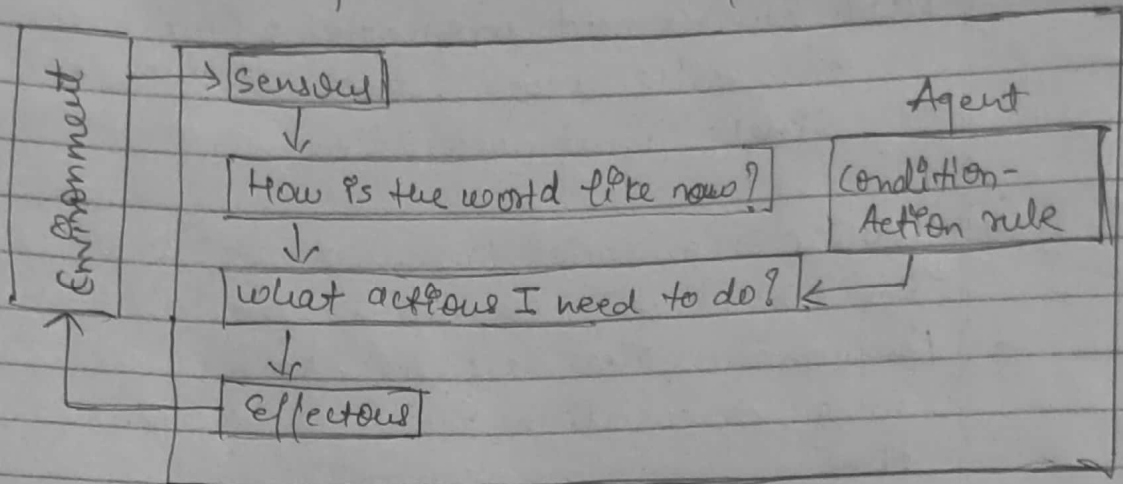 Environment
Sensors
Agent
How is the world like now?
Condition-
Action rule
What actions I need to do?
Effectors